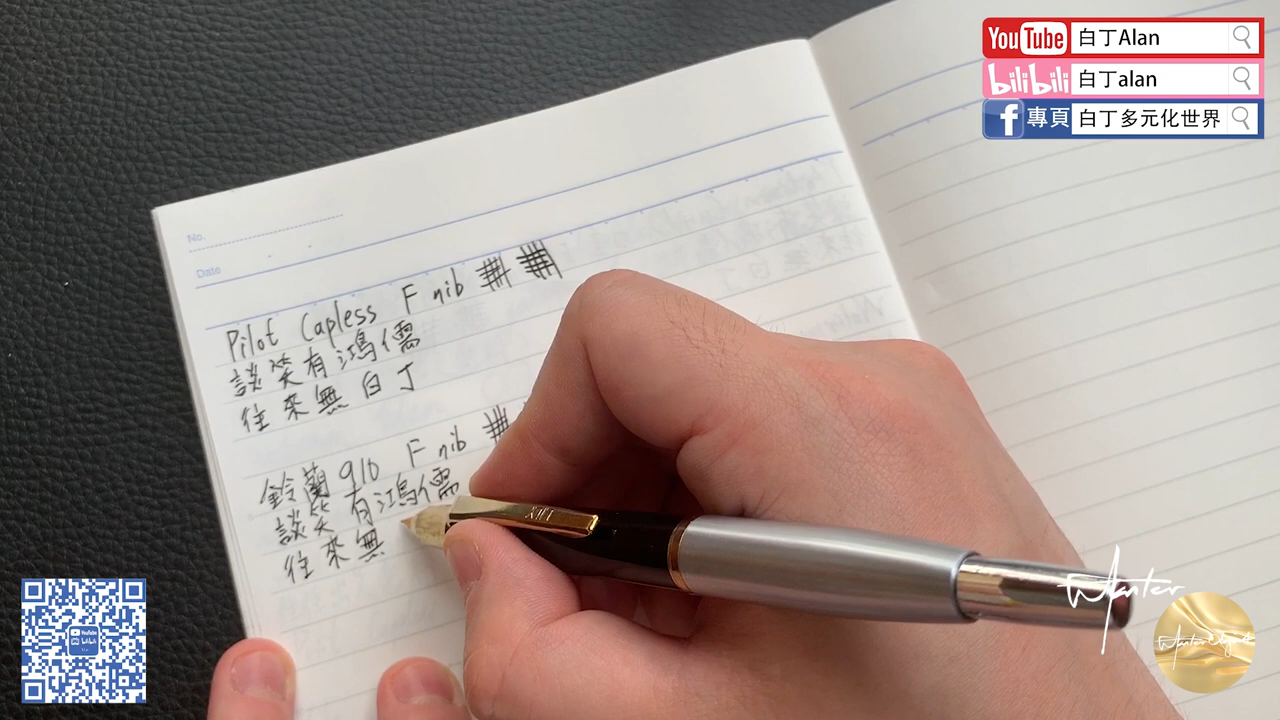 YouTube 白丁Alan
bilibili 白丁alan
f 專頁 白丁多元化世界
No.
Date
Pilot Capless F nib
談笑有鴻儒
往來無白丁
鈴蘭 910 F nib
談笑有鴻儒
往來無